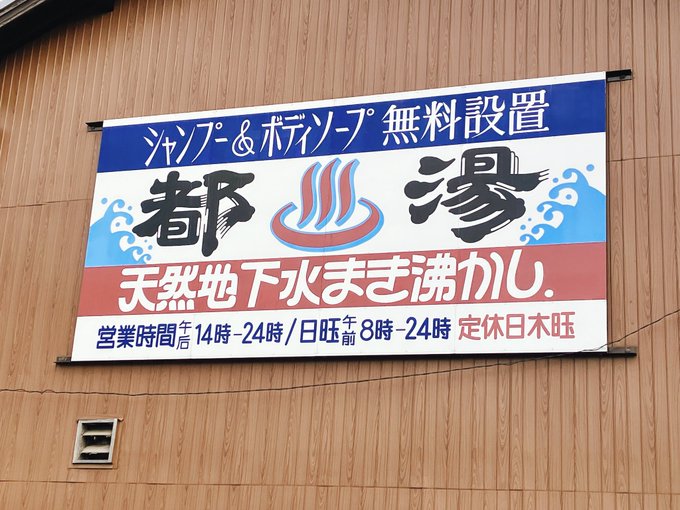 シャンプー&ボディソープ無料設置
都湯
天然地下水まき沸かし.
営業時間午后14時-24時/日旺午前8時-24時 定休日木旺